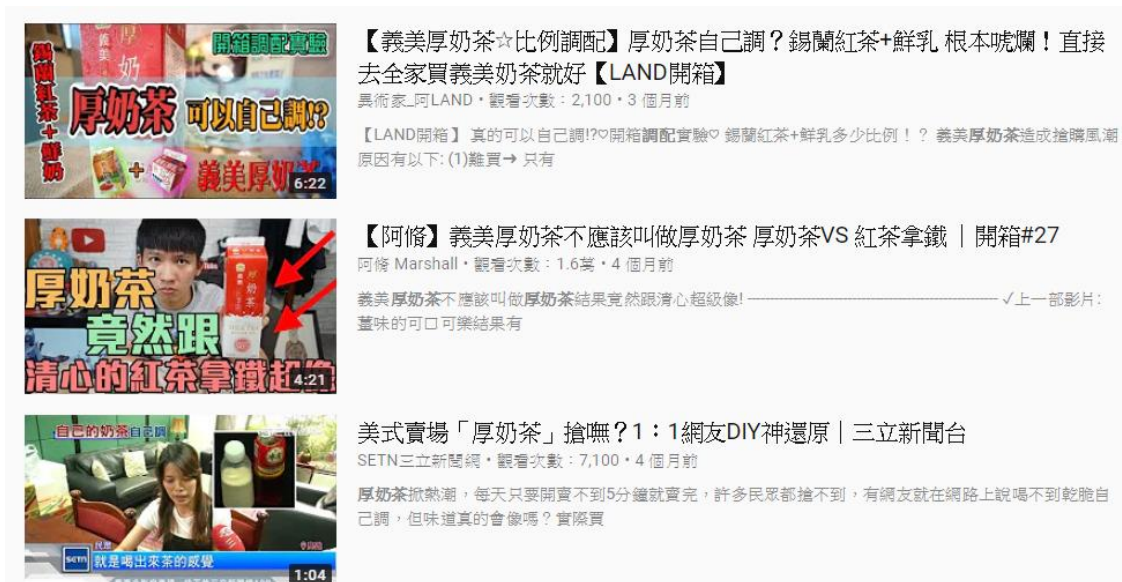 開箱調配實驗
錫蘭紅茶+鮮奶
厚奶茶 可以自己調!?
義美厚奶茶
6:22
【義美厚奶茶☆比例調配】厚奶茶自己調？錫蘭紅茶+鮮乳 根本唬爛！直接
去全家買義美奶茶就好【LAND開箱】
異術家_阿LAND・觀看次數：2,100・3 個月前
【LAND開箱】 真的可以自己調!?♡開箱調配實驗♡ 錫蘭紅茶+鮮乳多少比例！？ 義美厚奶茶造成搶購風潮
原因有以下: (1)難買➜ 只有
厚奶茶
竟然跟
清心的紅茶拿鐵超像
4:21
【阿脩】義美厚奶茶不應該叫做厚奶茶 厚奶茶VS 紅茶拿鐵 ｜開箱#27
阿脩 Marshall・觀看次數：1.6萬・4 個月前
義美厚奶茶不應該叫做厚奶茶結果竟然跟清心超級像! ---------------------------------------------------- ✓上一部影片:
薑味的可口可樂結果有
自己的奶茶自己調
民眾
SETN
就是喝出來茶的感覺
1:04
美式賣場「厚奶茶」搶嘸？1：1網友DIY神還原｜三立新聞台
SETN三立新聞網・觀看次數：7,100・4 個月前
厚奶茶掀熱潮，每天只要開賣不到5分鐘就賣完，許多民眾都搶不到，有網友就在網路上說喝不到乾脆自
己調，但味道真的會像嗎？實際買